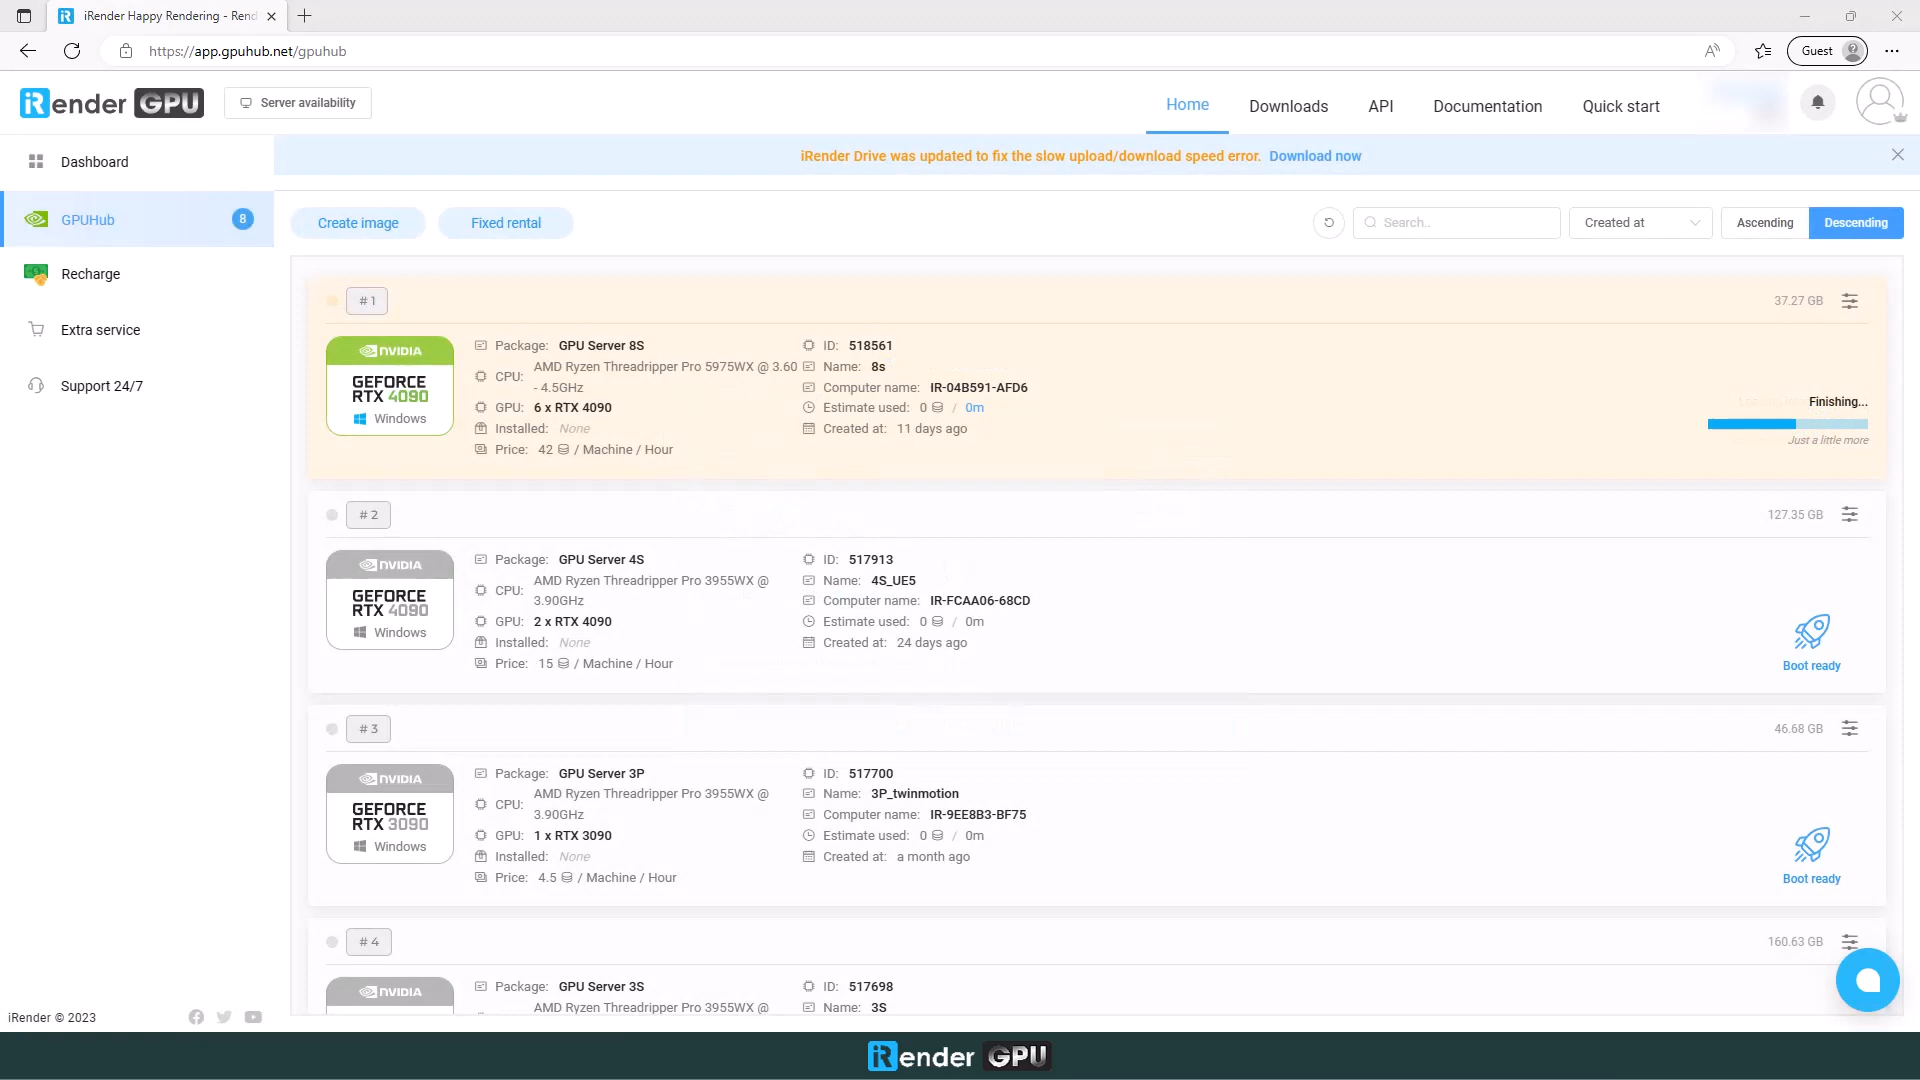 iRender Happy Rendering - Rend
https://app.gpuhub.net/gpuhub
Guest
iRender GPU
Server availability
Home
Downloads
API
Documentation
Quick start
Dashboard
GPUHub
8
Recharge
Extra service
Support 24/7
iRender © 2023
iRender Drive was updated to fix the slow upload/download speed error. Download now
Create image
Fixed rental
Search..
Created at
Ascending
Descending
# 1
37.27 GB
NVIDIA
GEFORCE
RTX 4090
Windows
Package: GPU Server 8S
CPU: AMD Ryzen Threadripper Pro 5975WX @ 3.60
- 4.5GHz
GPU: 6 x RTX 4090
Installed: None
Price: 42 / Machine / Hour
ID: 518561
Name: 8s
Computer name: IR-04B591-AFD6
Estimate used: 0 / 0m
Created at: 11 days ago
Finishing...
Just a little more
# 2
127.35 GB
NVIDIA
GEFORCE
RTX 4090
Windows
Package: GPU Server 4S
CPU: AMD Ryzen Threadripper Pro 3955WX @
3.90GHz
GPU: 2 x RTX 4090
Installed: None
Price: 15 / Machine / Hour
ID: 517913
Name: 4S_UE5
Computer name: IR-FCAA06-68CD
Estimate used: 0 / 0m
Created at: 24 days ago
Boot ready
# 3
46.68 GB
NVIDIA
GEFORCE
RTX 3090
Windows
Package: GPU Server 3P
CPU: AMD Ryzen Threadripper Pro 3955WX @
3.90GHz
GPU: 1 x RTX 3090
Installed: None
Price: 4.5 / Machine / Hour
ID: 517700
Name: 3P_twinmotion
Computer name: IR-9EE8B3-BF75
Estimate used: 0 / 0m
Created at: a month ago
Boot ready
# 4
160.63 GB
NVIDIA
Package: GPU Server 3S
AMD Ryzen Threadripper Pro 3955WX @
ID: 517698
Name: 3S
iRender GPU